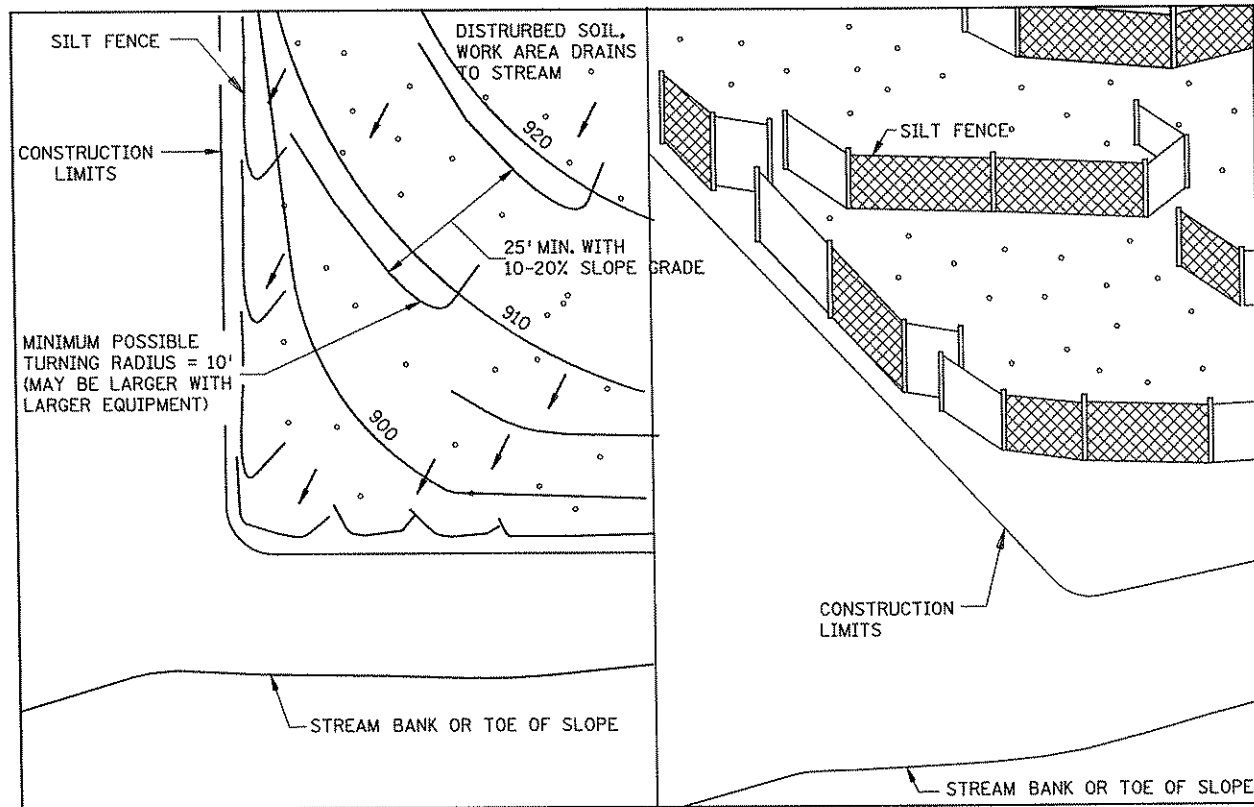 SILT FENCE
DISTRURBED SOIL,
WORK AREA DRAINS
TO STREAM
920
CONSTRUCTION
LIMITS
25' MIN. WITH
10-20% SLOPE GRADE
910
MINIMUM POSSIBLE
TURNING RADIUS = 10'
(MAY BE LARGER WITH
LARGER EQUIPMENT)
900
STREAM BANK OR TOE OF SLOPE
SILT FENCE
CONSTRUCTION
LIMITS
STREAM BANK OR TOE OF SLOPE